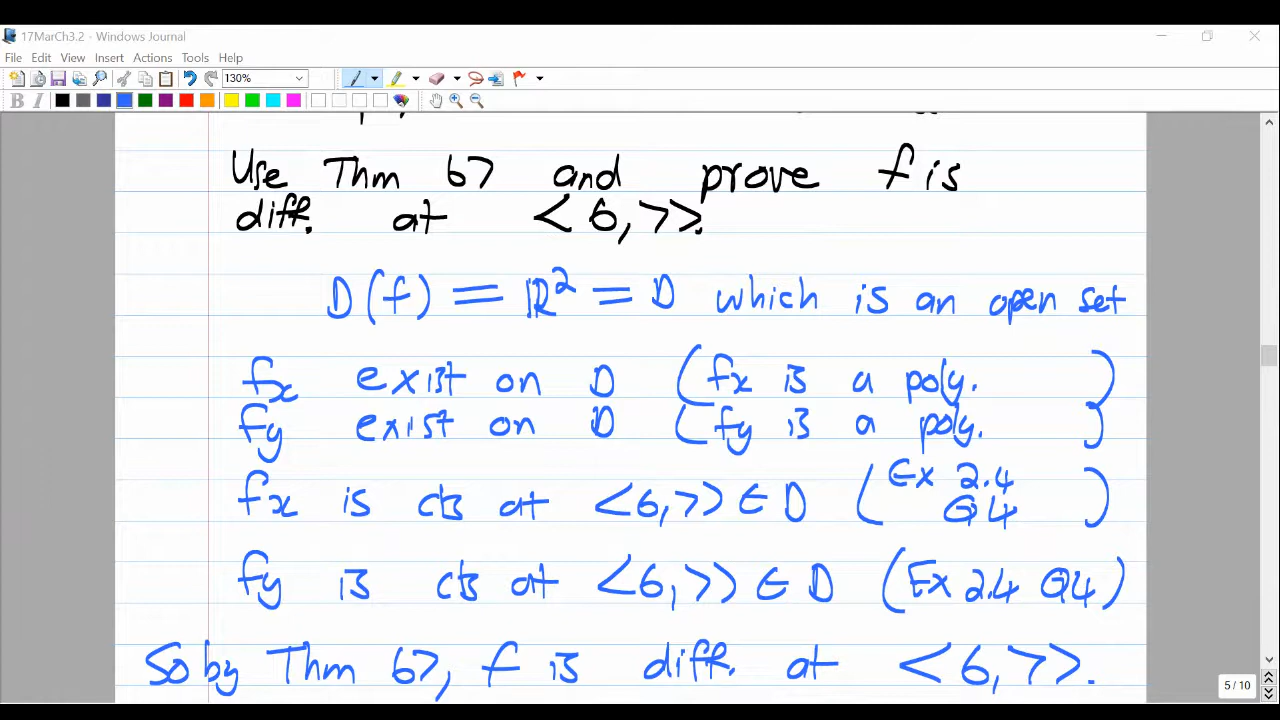 17MarCh3.2 - Windows Journal
File Edit View Insert Actions Tools Help
130%
B I
Use Thm 67 and prove f is
diff. at <6,7>.
D(f) = ℝ² = D which is an open set
fx exist on D (fx is a poly. )
fy exist on D (fy is a poly. )
fx is cts at <6,7> ∈ D (Ex 2.4 Q4)
fy is cts at <6,7> ∈ D (Ex 2.4 Q4)
So by Thm 67, f is diff. at <6,7>.
5 / 10